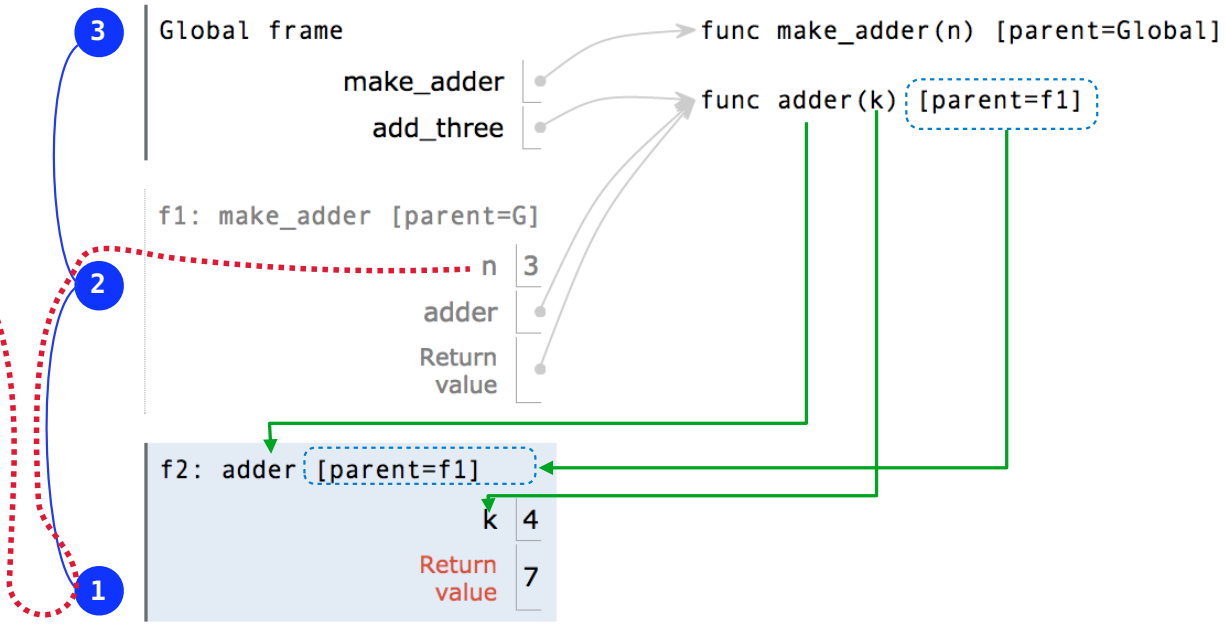 3
Global frame
func make_adder(n) [parent=Global]
make_adder
func adder(k) [parent=f1]
add_three
f1: make_adder [parent=G]
2
n 3
adder
Return
value
f2: adder [parent=f1]
k 4
1
Return
value 7